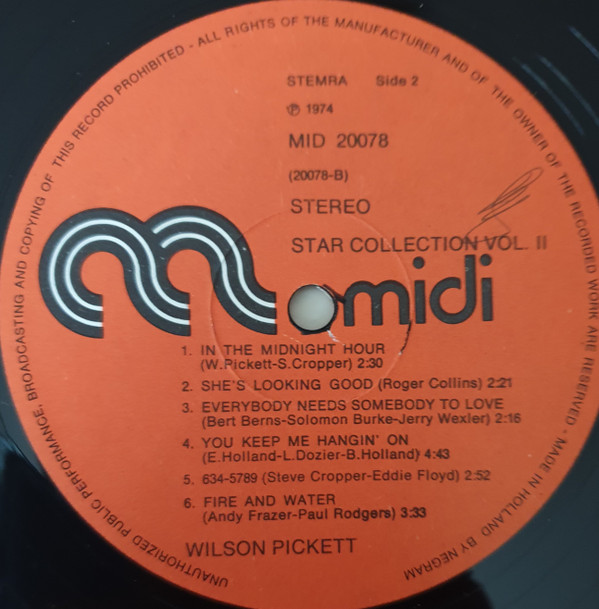 UNAUTHORIZED PUBLIC PERFORMANCE, BROADCASTING AND COPYING OF THIS RECORD PROHIBITED - ALL RIGHTS OF THE MANUFACTURER AND OF THE OWNER OF THE RECORDED WORK ARE RESERVED - MADE IN HOLLAND BY NEGRAM
STEMRA Side 2
℗ 1974
MID 20078
(20078-B)
STEREO
STAR COLLECTION VOL. II
midi
1. IN THE MIDNIGHT HOUR
(W.Pickett-S.Cropper) 2:30
2. SHE'S LOOKING GOOD (Roger Collins) 2:21
3. EVERYBODY NEEDS SOMEBODY TO LOVE
(Bert Berns-Solomon Burke-Jerry Wexler) 2:16
4. YOU KEEP ME HANGIN' ON
(E.Holland-L.Dozier-B.Holland) 4:43
5. 634-5789 (Steve Cropper-Eddie Floyd) 2:52
6. FIRE AND WATER
(Andy Frazer-Paul Rodgers) 3:33
WILSON PICKETT